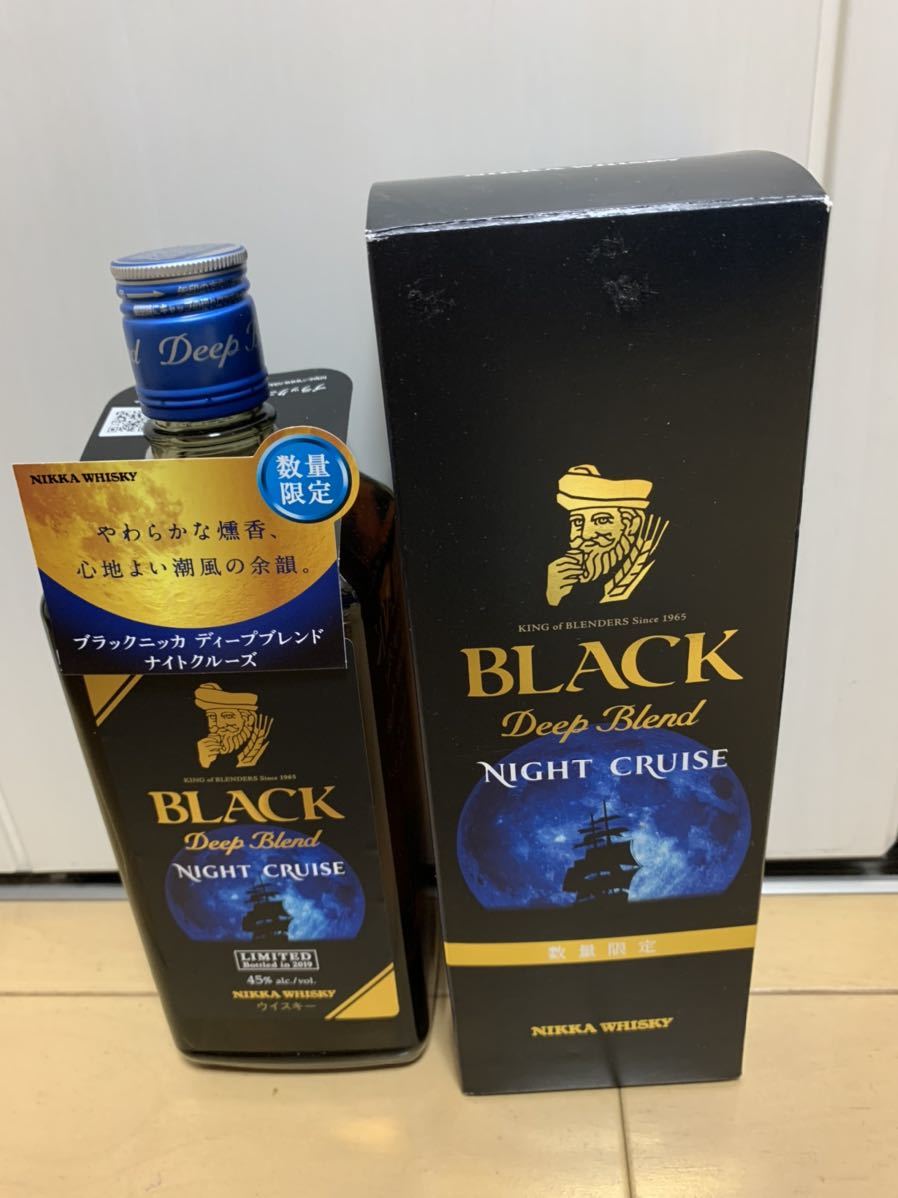 Deep
NIKKA WHISKY
数量
限定
やわらかな燻香、
心地よい潮風の余韻。
ブラックニッカ ディープブレンド
ナイトクルーズ
KING of BLENDERS Since 1965
BLACK
Deep Blend
NIGHT CRUISE
LIMITED
Bottled in 2019
45% alc./vol.
NIKKA WHISKY
ウイスキー
KING of BLENDERS Since 1965
BLACK
Deep Blend
NIGHT CRUISE
数量限定
NIKKA WHISKY